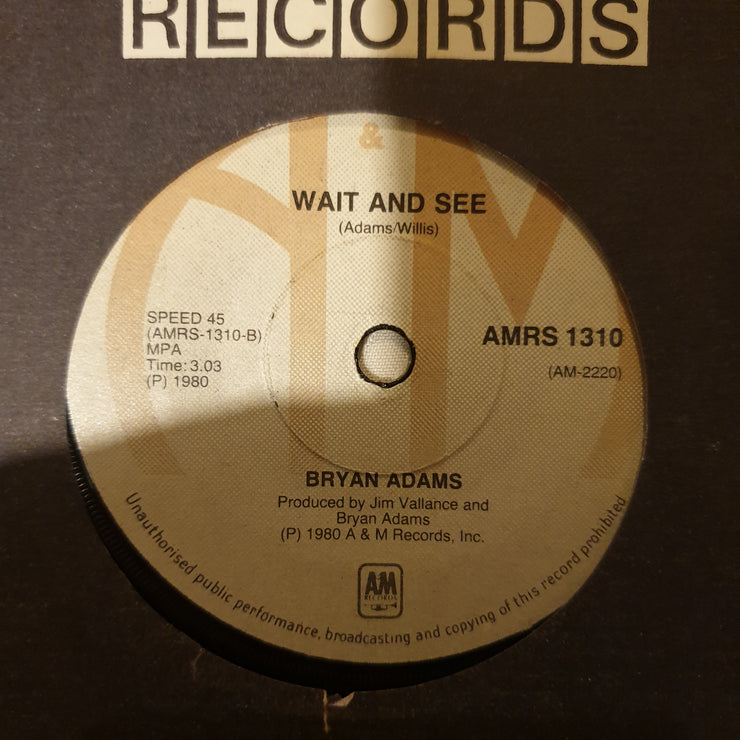 RECORDS
&
WAIT AND SEE
(Adams/Willis)
SPEED 45
(AMRS-1310-B)
MPA
Time: 3.03
(P) 1980
AMRS 1310
(AM-2220)
BRYAN ADAMS
Produced by Jim Vallance and
Bryan Adams
(P) 1980 A & M Records, Inc.
AM
RECORDS
Unauthorised public performance, broadcasting and copying of this record prohibited